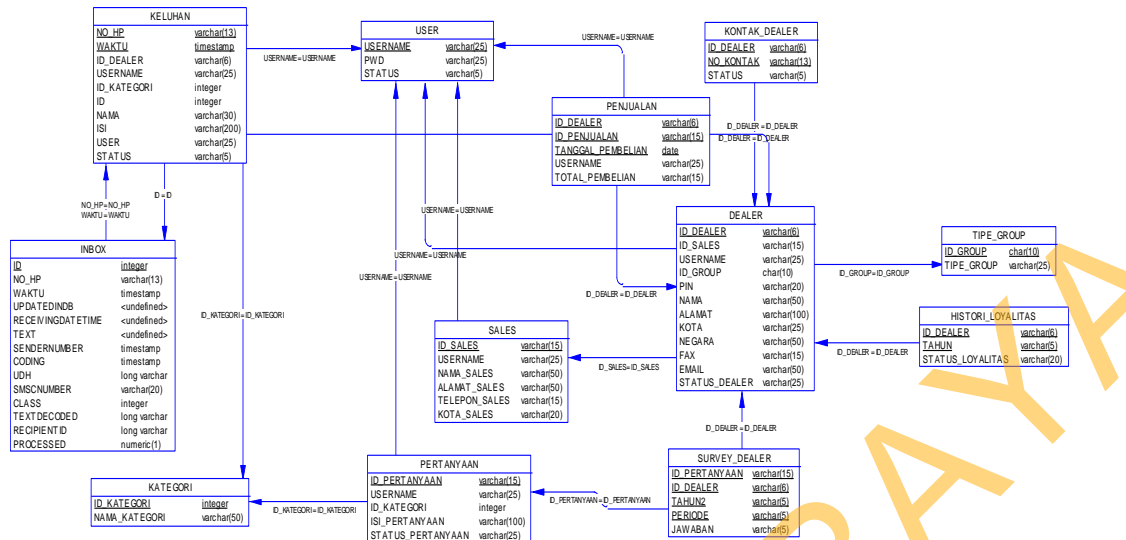 KELUHAN
NO_HP varchar(13)
WAKTU timestamp
ID_DEALER varchar(6)
USERNAME varchar(25)
ID_KATEGORI integer
ID integer
NAMA varchar(30)
ISI varchar(200)
USER varchar(25)
STATUS varchar(5)
USERNAME=USERNAME
USER
USERNAME varchar(25)
PWD varchar(25)
STATUS varchar(5)
USERNAME=USERNAME
KONTAK_DEALER
ID_DEALER varchar(6)
NO_KONTAK varchar(13)
STATUS varchar(5)
PENJUALAN
ID_DEALER varchar(6)
ID_PENJUALAN varchar(15)
TANGGAL_PEMBELIAN date
USERNAME varchar(25)
TOTAL_PEMBELIAN varchar(15)
ID_DEALER=ID_DEALER
ID_DEALER=ID_DEALER
NO_HP=NO_HP
WAKTU=WAKTU
ID=ID
USERNAME=USERNAME
USERNAME=USERNAME
USERNAME=USERNAME
ID_DEALER=ID_DEALER
DEALER
ID_DEALER varchar(6)
ID_SALES varchar(15)
USERNAME varchar(25)
ID_GROUP char(10)
PIN varchar(20)
NAMA varchar(50)
ALAMAT varchar(100)
KOTA varchar(25)
NEGARA varchar(50)
FAX varchar(15)
EMAIL varchar(50)
STATUS_DEALER varchar(25)
ID_GROUP=ID_GROUP
TIPE_GROUP
ID_GROUP char(10)
TIPE_GROUP varchar(25)
INBOX
ID integer
NO_HP varchar(13)
WAKTU timestamp
UPDATEDINDB <undefined>
RECEIVINGDATETIME <undefined>
TEXT <undefined>
SENDERNUMBER timestamp
CODING timestamp
UDH long varchar
SMSCNUMBER varchar(20)
CLASS integer
TEXTDECODED long varchar
RECIPIENTID long varchar
PROCESSED numeric(1)
ID_KATEGORI=ID_KATEGORI
SALES
ID_SALES varchar(15)
USERNAME varchar(25)
NAMA_SALES varchar(50)
ALAMAT_SALES varchar(50)
TELEPON_SALES varchar(15)
KOTA_SALES varchar(20)
ID_SALES=ID_SALES
HISTORI_LOYALITAS
ID_DEALER varchar(6)
TAHUN varchar(5)
STATUS_LOYALITAS varchar(20)
ID_DEALER=ID_DEALER
ID_DEALER=ID_DEALER
KATEGORI
ID_KATEGORI integer
NAMA_KATEGORI varchar(50)
ID_KATEGORI=ID_KATEGORI
PERTANYAAN
ID_PERTANYAAN varchar(15)
USERNAME varchar(25)
ID_KATEGORI integer
ISI_PERTANYAAN varchar(100)
STATUS_PERTANYAAN varchar(25)
ID_PERTANYAAN=ID_PERTANYAAN
SURVEY_DEALER
ID_PERTANYAAN varchar(15)
ID_DEALER varchar(6)
TAHUN2 varchar(5)
PERIODE varchar(5)
JAWABAN varchar(5)
RAYA